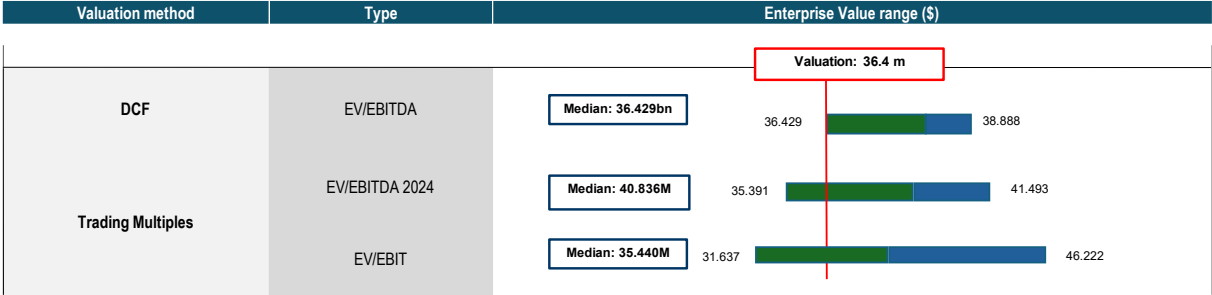 Valuation method Type Enterprise Value range ($)
Valuation: 36.4 m
DCF EV/EBITDA Median: 36.429bn 36.429 38.888
EV/EBITDA 2024 Median: 40.836M 35.391 41.493
Trading Multiples
EV/EBIT Median: 35.440M 31.637 46.222